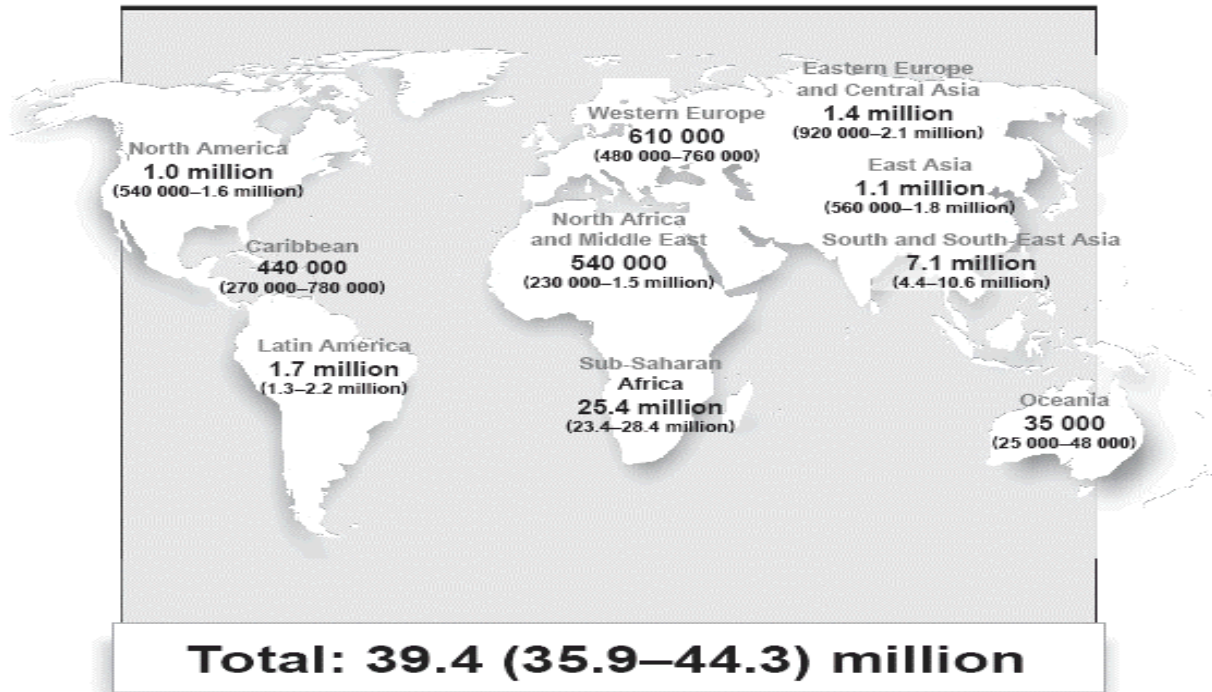 Eastern Europe
and Central Asia
1.4 million
(920 000–2.1 million)
Western Europe
610 000
(480 000–760 000)
North America
1.0 million
(540 000–1.6 million)
East Asia
1.1 million
(560 000–1.8 million)
North Africa
and Middle East
540 000
(230 000–1.5 million)
South and South-East Asia
7.1 million
(4.4–10.6 million)
Caribbean
440 000
(270 000–780 000)
Latin America
1.7 million
(1.3–2.2 million)
Sub-Saharan
Africa
25.4 million
(23.4–28.4 million)
Oceania
35 000
(25 000–48 000)
Total: 39.4 (35.9–44.3) million